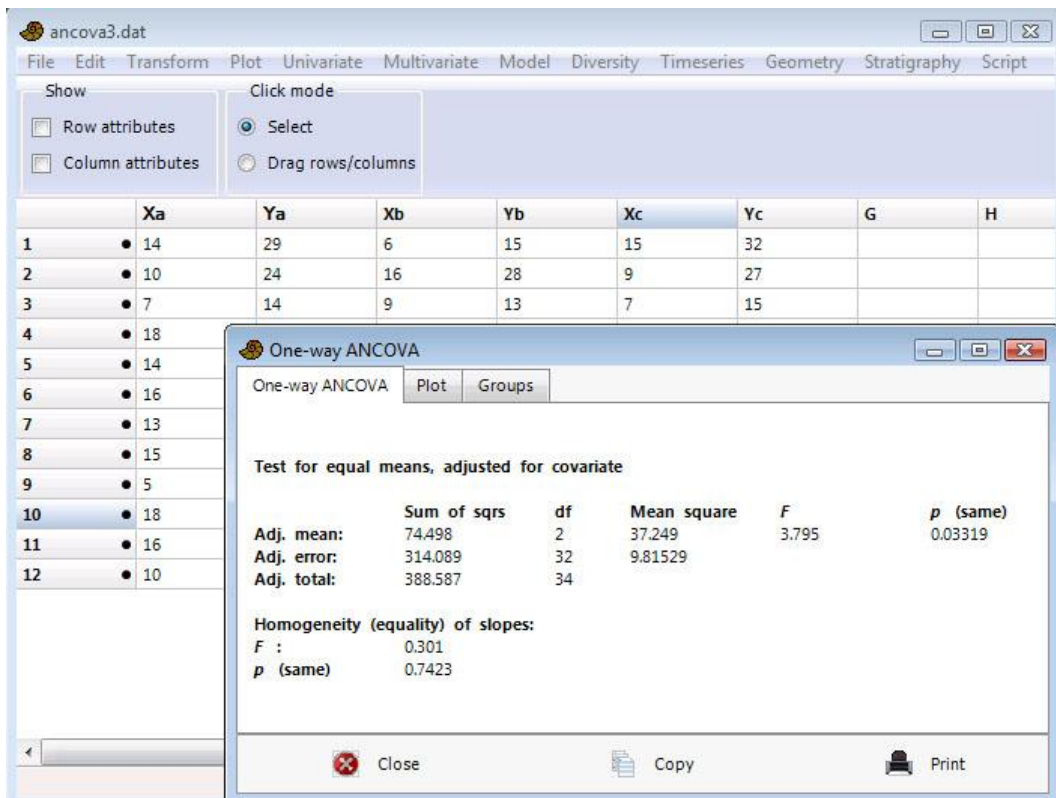 ancova3.dat
File Edit Transform Plot Univariate Multivariate Model Diversity Timeseries Geometry Stratigraphy Script
Show Click mode
Row attributes Select
Column attributes Drag rows/columns
Xa Ya Xb Yb Xc Yc G H
1 14 29 6 15 15 32
2 10 24 16 28 9 27
3 7 14 9 13 7 15
4 18
5 14
6 16
7 13
8 15
9 5
10 18
11 16
12 10
One-way ANCOVA
One-way ANCOVA Plot Groups
Test for equal means, adjusted for covariate
Sum of sqrs df Mean square F p (same)
Adj. mean: 74.498 2 37.249 3.795 0.03319
Adj. error: 314.089 32 9.81529
Adj. total: 388.587 34
Homogeneity (equality) of slopes:
F : 0.301
p (same) 0.7423
Close Copy Print